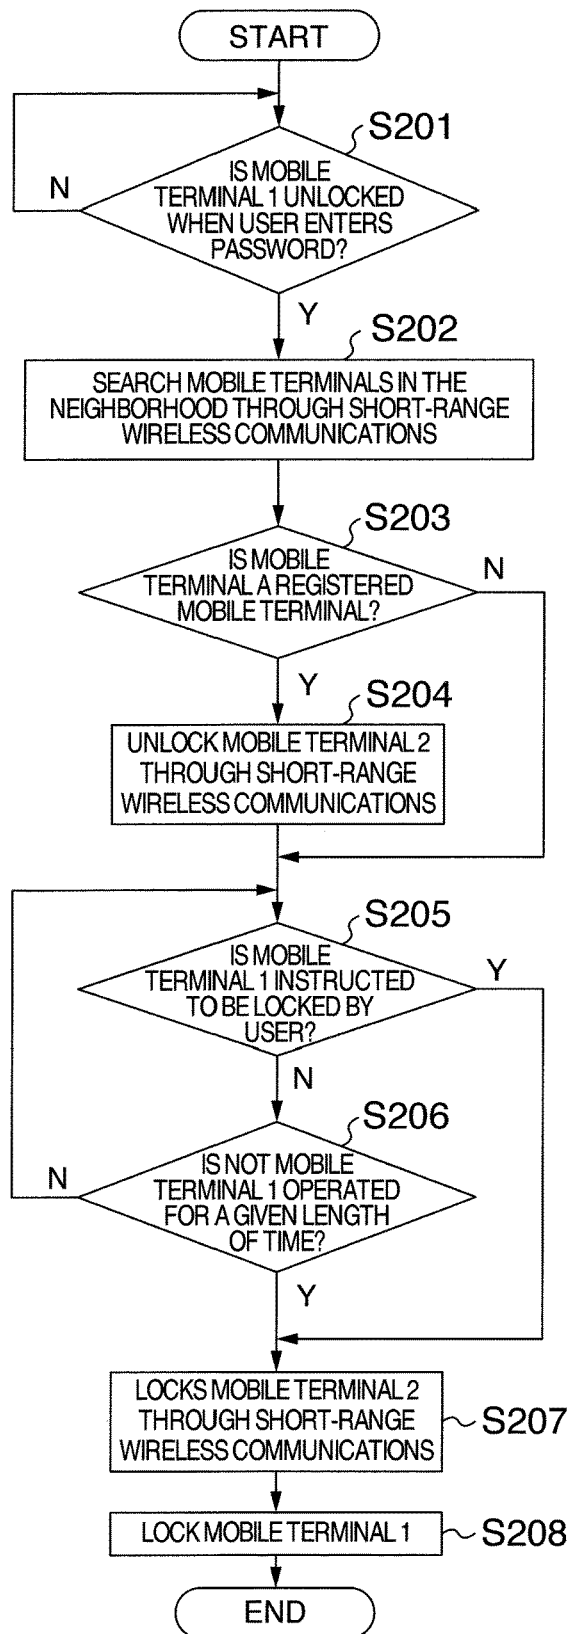 START
S201
IS MOBILE
TERMINAL 1 UNLOCKED
WHEN USER ENTERS
PASSWORD?
N
Y
S202
SEARCH MOBILE TERMINALS IN THE
NEIGHBORHOOD THROUGH SHORT-RANGE
WIRELESS COMMUNICATIONS
S203
IS MOBILE
TERMINAL A REGISTERED
MOBILE TERMINAL?
N
Y
S204
UNLOCK MOBILE TERMINAL 2
THROUGH SHORT-RANGE
WIRELESS COMMUNICATIONS
S205
IS MOBILE
TERMINAL 1 INSTRUCTED
TO BE LOCKED BY
USER?
Y
N
S206
IS NOT MOBILE
TERMINAL 1 OPERATED
FOR A GIVEN LENGTH
OF TIME?
N
Y
LOCKS MOBILE TERMINAL 2
THROUGH SHORT-RANGE
WIRELESS COMMUNICATIONS
S207
LOCK MOBILE TERMINAL 1
S208
END